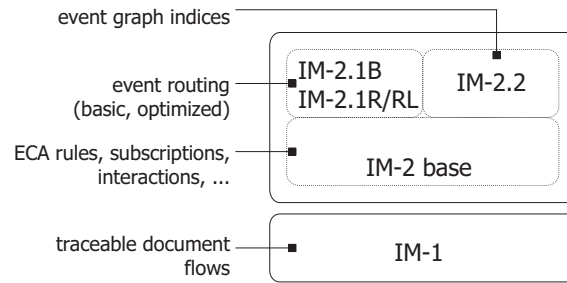 event graph indices
event routing
(basic, optimized)
ECA rules, subscriptions,
interactions, ...
traceable document
flows
IM-2.1B
IM-2.1R/RL
IM-2.2
IM-2 base
IM-1